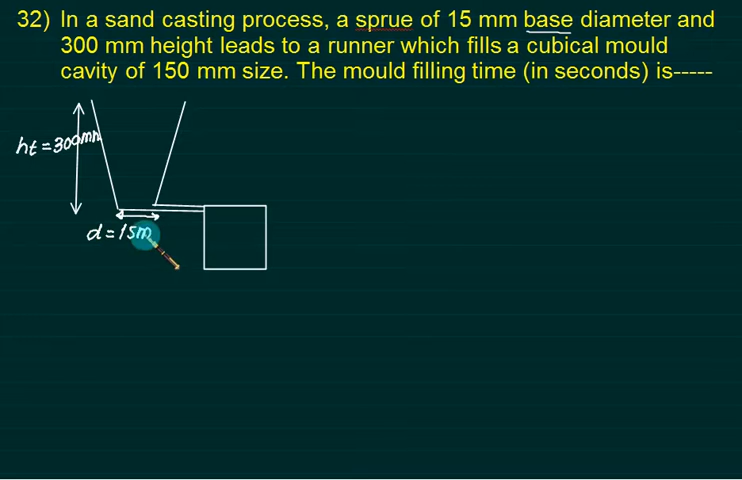 32) In a sand casting process, a sprue of 15 mm base diameter and
300 mm height leads to a runner which fills a cubical mould
cavity of 150 mm size. The mould filling time (in seconds) is-----
ht = 300mm
d = 15m